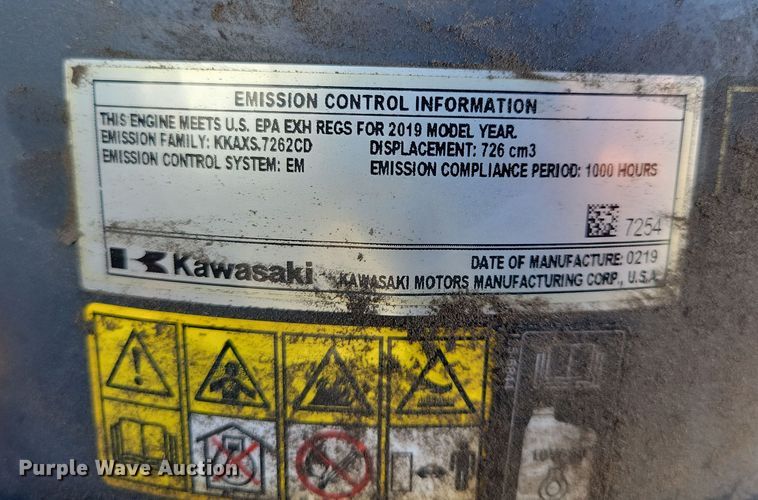 EMISSION CONTROL INFORMATION
THIS ENGINE MEETS U.S. EPA EXH REGS FOR 2019 MODEL YEAR.
EMISSION FAMILY: KKAXS.7262CD DISPLACEMENT: 726 cm3
EMISSION CONTROL SYSTEM: EM EMISSION COMPLIANCE PERIOD: 1000 HOURS
7254
Kawasaki DATE OF MANUFACTURE: 0219
KAWASAKI MOTORS MANUFACTURING CORP., U.S.A.
Purple Wave Auction